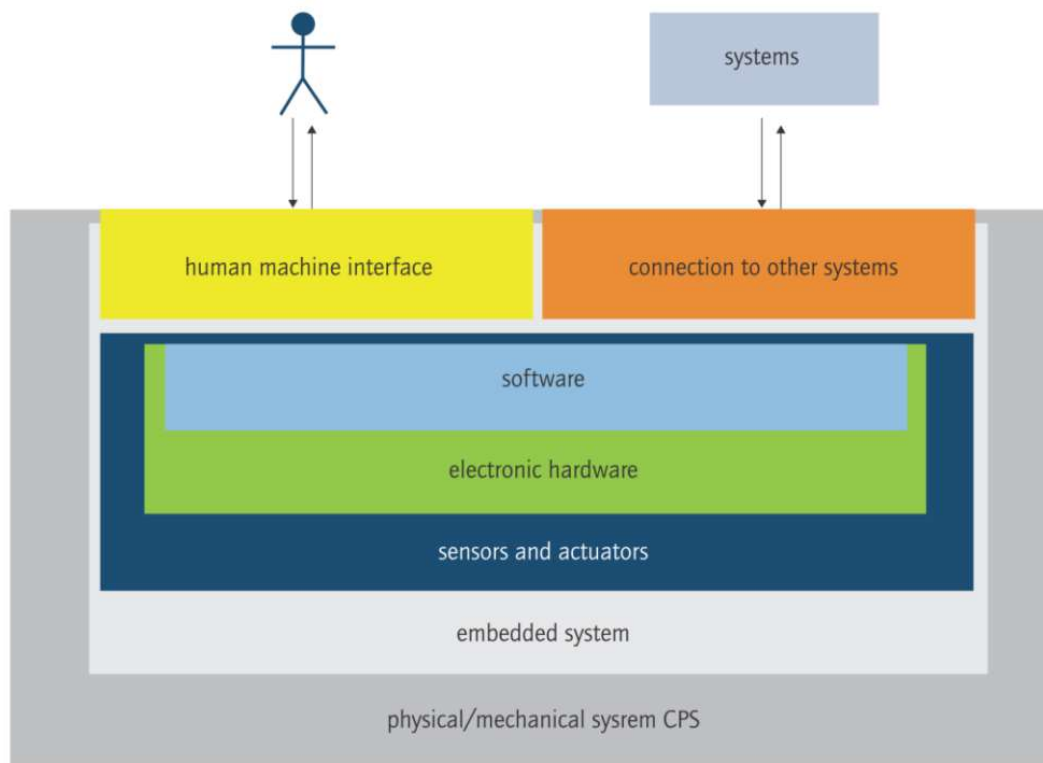 systems
human machine interface
connection to other systems
software
electronic hardware
sensors and actuators
embedded system
physical/mechanical sysrem CPS